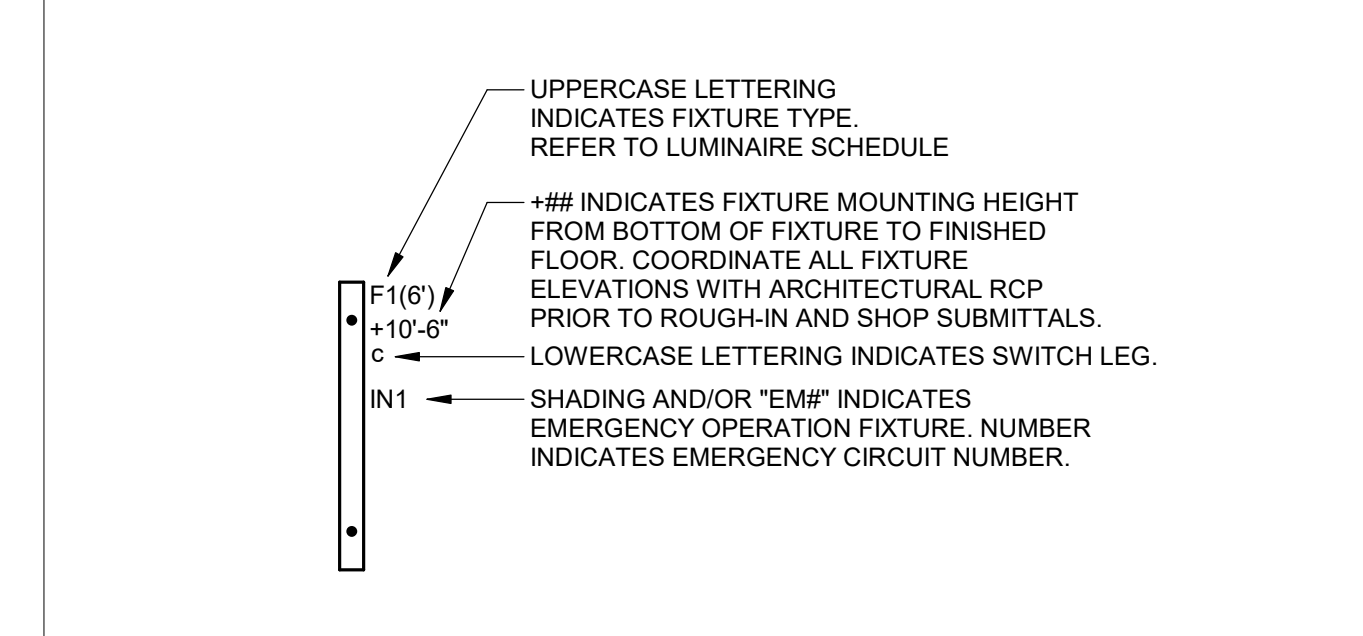 UPPERCASE LETTERING
INDICATES FIXTURE TYPE.
REFER TO LUMINAIRE SCHEDULE
+## INDICATES FIXTURE MOUNTING HEIGHT
FROM BOTTOM OF FIXTURE TO FINISHED
FLOOR. COORDINATE ALL FIXTURE
ELEVATIONS WITH ARCHITECTURAL RCP
PRIOR TO ROUGH-IN AND SHOP SUBMITTALS.
F1(6')
+10'-6"
c
LOWERCASE LETTERING INDICATES SWITCH LEG.
IN1
SHADING AND/OR "EM#" INDICATES
EMERGENCY OPERATION FIXTURE. NUMBER
INDICATES EMERGENCY CIRCUIT NUMBER.